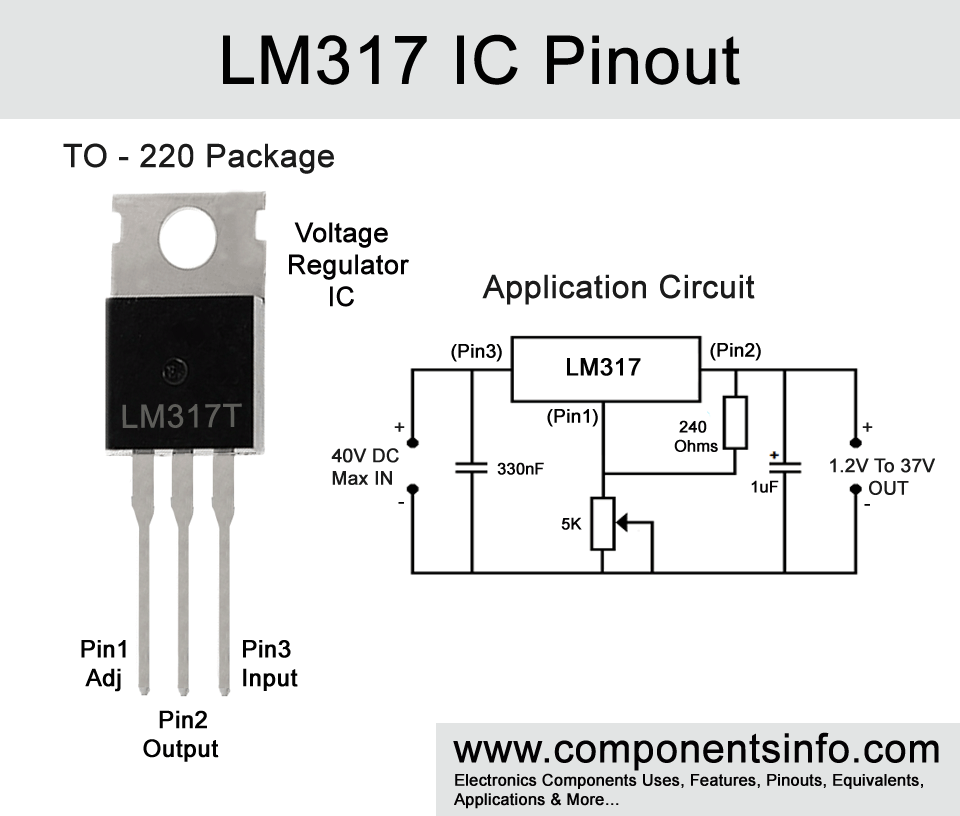 LM317 IC Pinout
TO - 220 Package
Voltage
Regulator
IC
LM317T
Pin1
Adj
Pin2
Output
Pin3
Input
Application Circuit
(Pin3)
LM317
(Pin2)
(Pin1)
240
Ohms
+
40V DC
Max IN
-
330nF
5K
+
1uF
+
1.2V To 37V
OUT
-
www.componentsinfo.com
Electronics Components Uses, Features, Pinouts, Equivalents,
Applications & More...